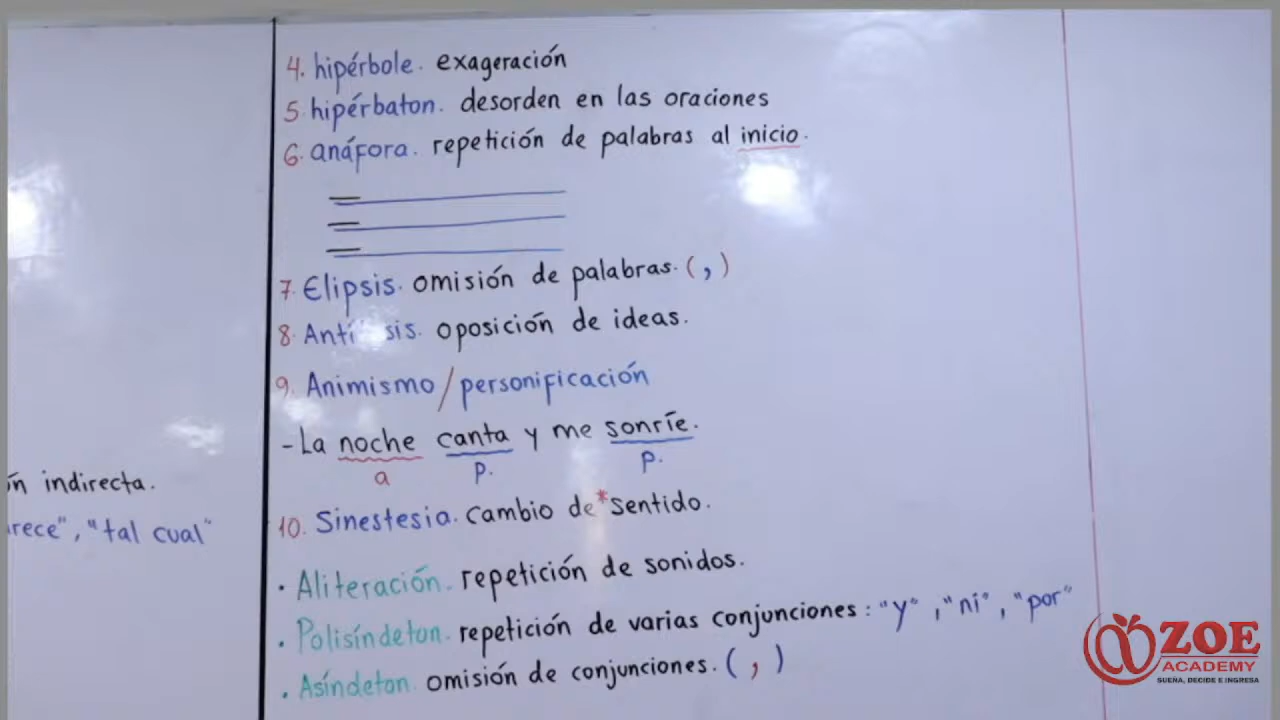 4. hipérbole. exageración
5 hipérbaton. desorden en las oraciones
6. anáfora. repetición de palabras al inicio.
7. Elipsis. omisión de palabras. ( , )
8. oposición de ideas.
9. Animismo / personificación
- La noche canta y me sonríe.
a p. p.
10. Sinestesia. cambio de *sentido.
· Aliteración. repetición de sonidos.
· Polisíndeton. repetición de varias conjunciones: "y", "ni", "por"
· Asíndeton. omisión de conjunciones. ( , )
indirecta.
"tal cual"
ZOE
ACADEMY
SUEÑA, DECIDE E INGRESA